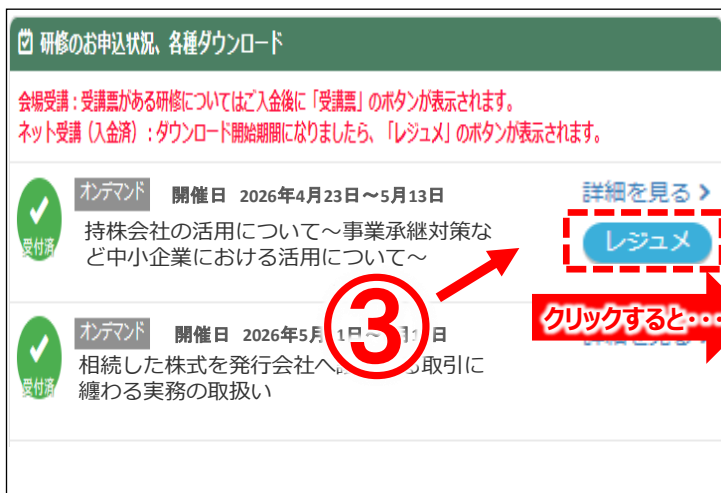 研修のお申込状況、各種ダウンロード
会場受講：受講票がある研修についてはご入金後に「受講票」のボタンが表示されます。
ネット受講（入金済）：ダウンロード開始期間になりましたら、「レジュメ」のボタンが表示されます。
オンデマンド 開催日 2026年4月23日～5月13日 詳細を見る >
受付済 持株会社の活用について～事業承継対策な レジュメ
ど中小企業における活用について～
③
クリックすると・・・
オンデマンド 開催日 2026年5月 日
受付済 相続した株式を発行会社へ 取引に
纏わる実務の取扱い